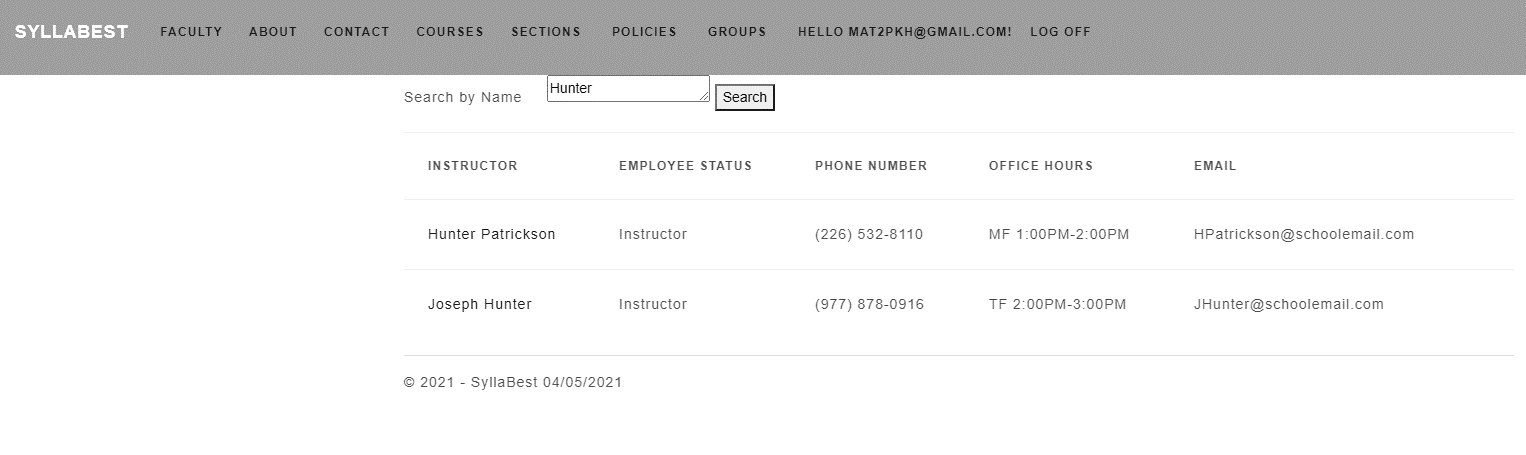 SYLLABEST FACULTY ABOUT CONTACT COURSES SECTIONS POLICIES GROUPS HELLO MAT2PKH@GMAIL.COM! LOG OFF
Search by Name Hunter Search
INSTRUCTOR EMPLOYEE STATUS PHONE NUMBER OFFICE HOURS EMAIL
Hunter Patrickson Instructor (226) 532-8110 MF 1:00PM-2:00PM HPatrickson@schoolemail.com
Joseph Hunter Instructor (977) 878-0916 TF 2:00PM-3:00PM JHunter@schoolemail.com
© 2021 - SyllaBest 04/05/2021